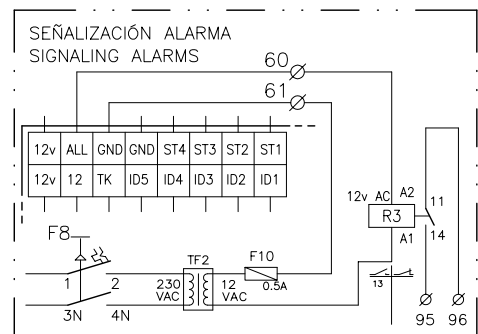 SEÑALIZACIÓN ALARMA
SIGNALING ALARMS
60
61
12v ALL GND GND ST4 ST3 ST2 ST1
12v 12 TK ID5 ID4 ID3 ID2 ID1
12v AC A2
R3
A1
11
14
13
F8
1 2
3N 4N
TF2
230 VAC
12 VAC
F10
0.5A
95 96